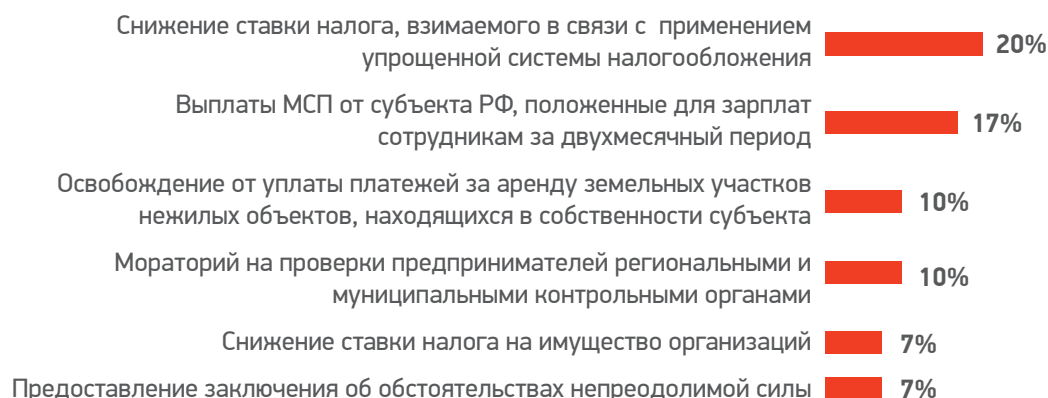 Снижение ставки налога, взимаемого в связи с применением
упрощенной системы налогообложения
20%
Выплаты МСП от субъекта РФ, положенные для зарплат
сотрудникам за двухмесячный период
17%
Освобождение от уплаты платежей за аренду земельных участков
нежилых объектов, находящихся в собственности субъекта
10%
Мораторий на проверки предпринимателей региональными и
муниципальными контрольными органами
10%
Снижение ставки налога на имущество организаций
7%
Предоставление заключения об обстоятельствах непреодолимой силы
7%